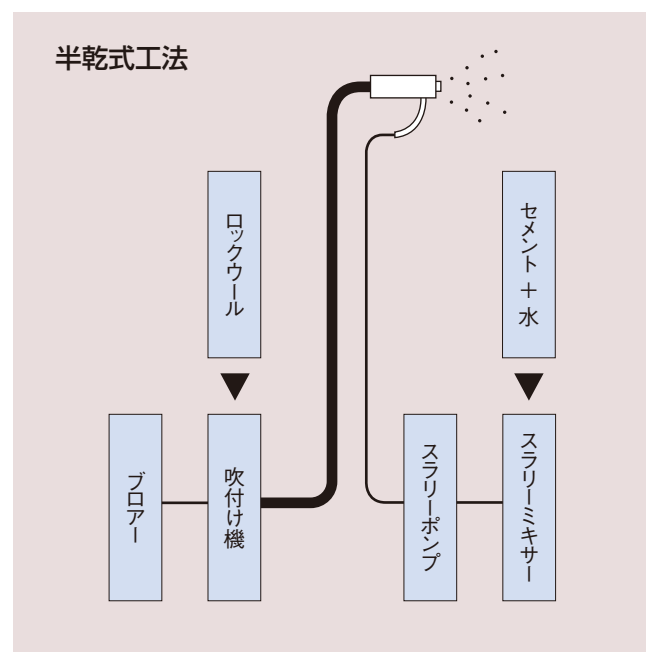 半乾式工法
ロックウール
セメント＋水
ブロアー
吹付け機
スラリーポンプ
スラリーミキサー